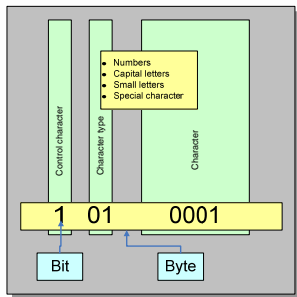 Control character
Character type
• Numbers
• Capital letters
• Small letters
• Special character
Character
1 01 0001
Bit
Byte